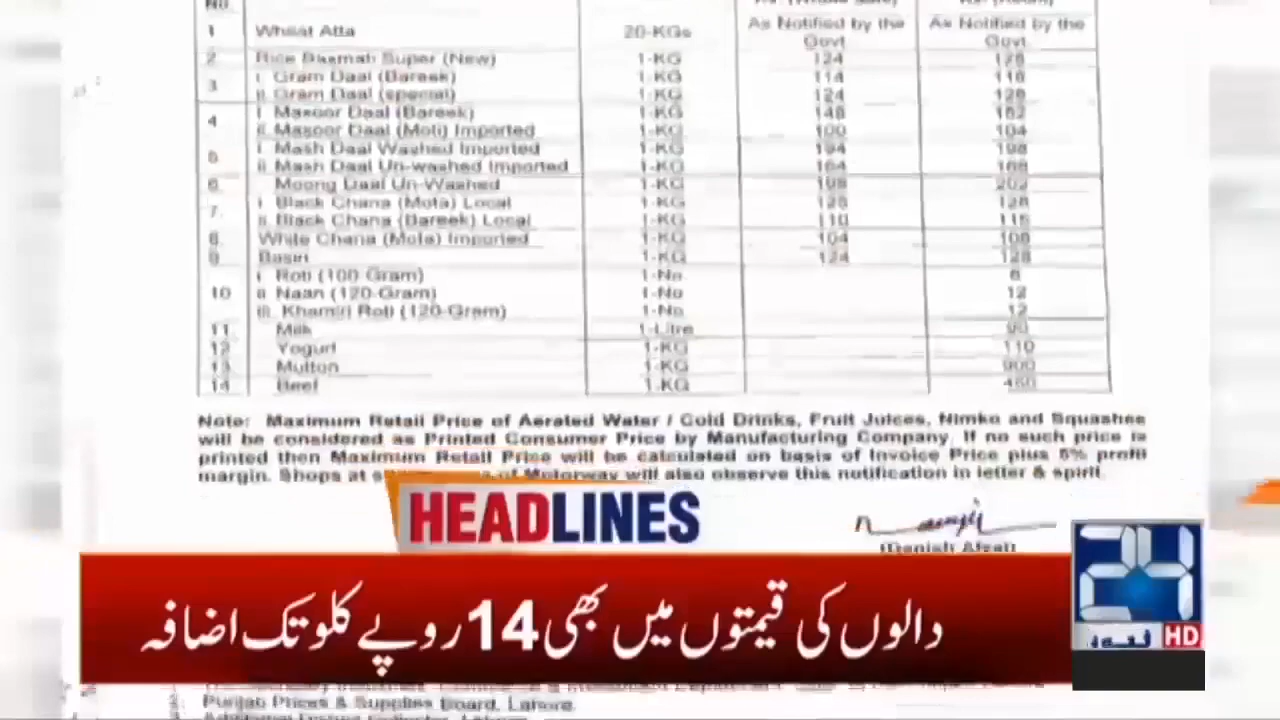 No.
1 Wheat Atta 20-KGs As Notified by the Govt As Notified by the Govt
2 Rice Basmati Super (New) 1-KG 124 128
3 i. Gram Daal (Bareek) 1-KG 114 118
ii. Gram Daal (special) 1-KG 124 128
4 i. Masoor Daal (Bareek) 1-KG 148 152
ii. Masoor Daal (Moti) Imported 1-KG 100 104
5 i. Mash Daal Washed Imported 1-KG 194 198
ii. Mash Daal Un-washed Imported 1-KG 164 168
6. Moong Daal Un-Washed 1-KG 198 202
7. i. Black Chana (Mota) Local 1-KG 125 128
ii. Black Chana (Bareek) Local 1-KG 110 115
8. White Chana (Mota) Imported 1-KG 104 108
9. Basin 1-KG 124 128
10 i. Roti (100 Gram) 1-No 6
ii. Naan (120-Gram) 1-No 12
iii. Khamiri Roti (120-Gram) 1-No 12
11. Milk 1-Litre 90
12 Yogurt 1-KG 110
13. Mutton 1-KG 900
14. Beef 1-KG 450
Note: Maximum Retail Price of Aerated Water / Cold Drinks, Fruit Juices, Nimko and Squashes
will be considered as Printed Consumer Price by Manufacturing Company. If no such price is
printed then Maximum Retail Price will be calculated on basis of Invoice Price plus 5% profit
margin. Shops at of Motorway will also observe this notification in letter & spirit.
(Danish Afzal)
HEADLINES
دالوں کی قیمتوں میں بھی 14 روپے کلو تک اضافہ
24
نیوز HD
2. Punjab Prices & Supplies Board, Lahore.